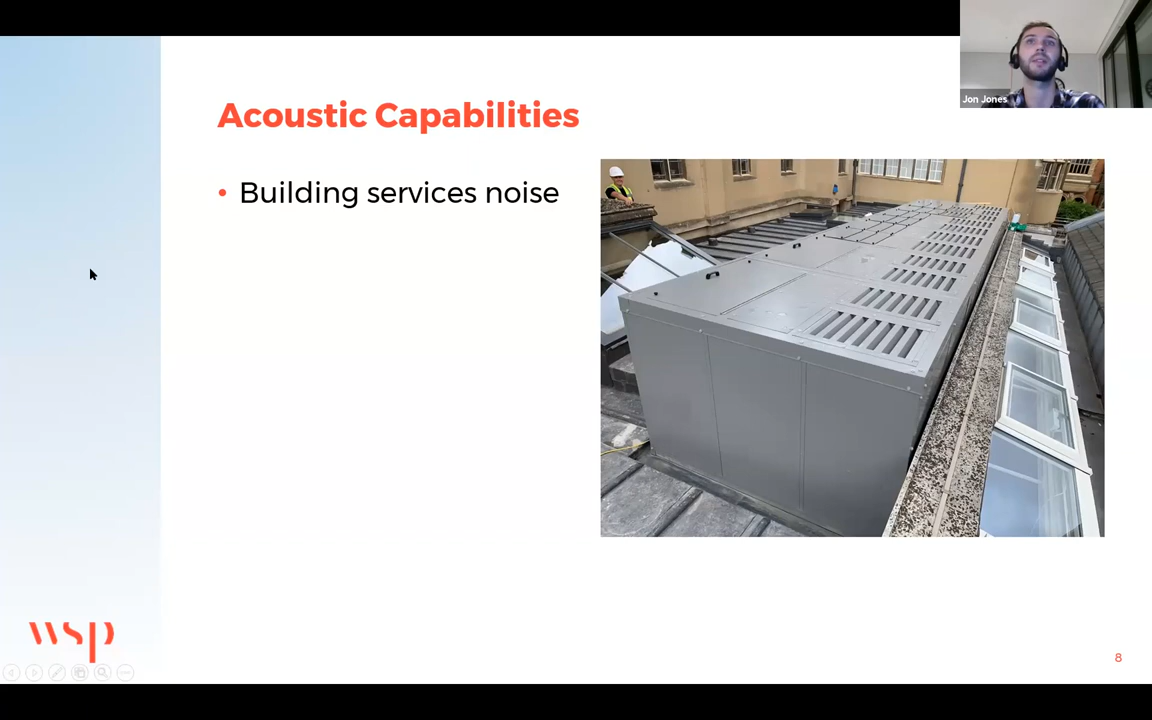 Jon Jones
Acoustic Capabilities
• Building services noise
wsp
8